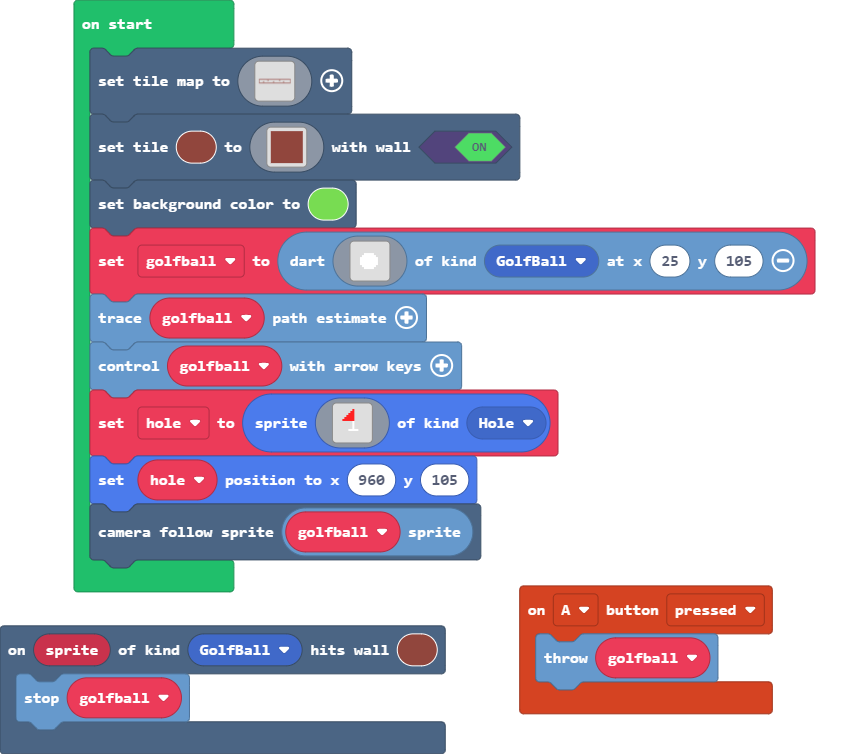 on start
set tile map to
set tile to with wall ON
set background color to
set golfball to dart of kind GolfBall at x 25 y 105
trace golfball path estimate
control golfball with arrow keys
set hole to sprite of kind Hole
set hole position to x 960 y 105
camera follow sprite golfball sprite
on A button pressed
throw golfball
on sprite of kind GolfBall hits wall
stop golfball